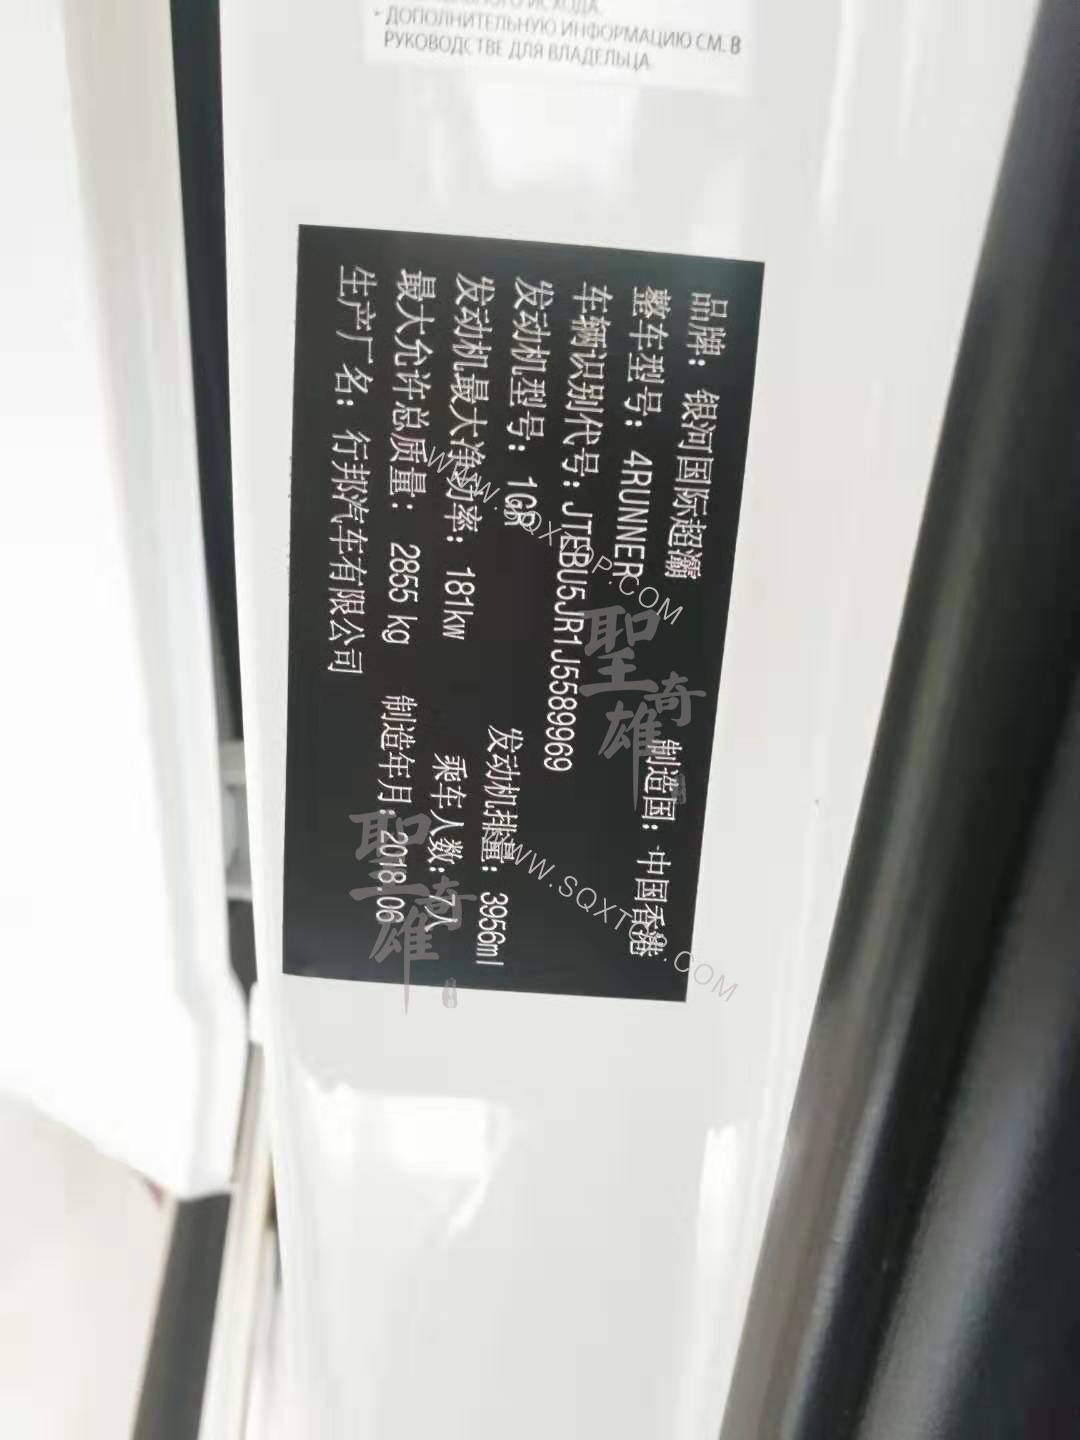 ДОПОЛНИТЕЛЬНУЮ ИНФОРМАЦИЮ СМ. В
РУКОВОДСТВЕ ДЛЯ ВЛАДЕЛЬЦА.
品牌：银河国际超灞 制造国：中国香港
整车型号：4RUNNER
车辆识别代号：JTEBU5JR1J5589969
发动机型号：1GR 发动机排量：3956ml
发动机最大净功率：181kw 乘车人数：7人
最大允许总质量：2855 kg 制造年月：2018.06
生产厂名：行邦汽车有限公司
WWW.SQXTOP.COM
聖奇雄
WWW.SQXTOP.COM
聖奇雄